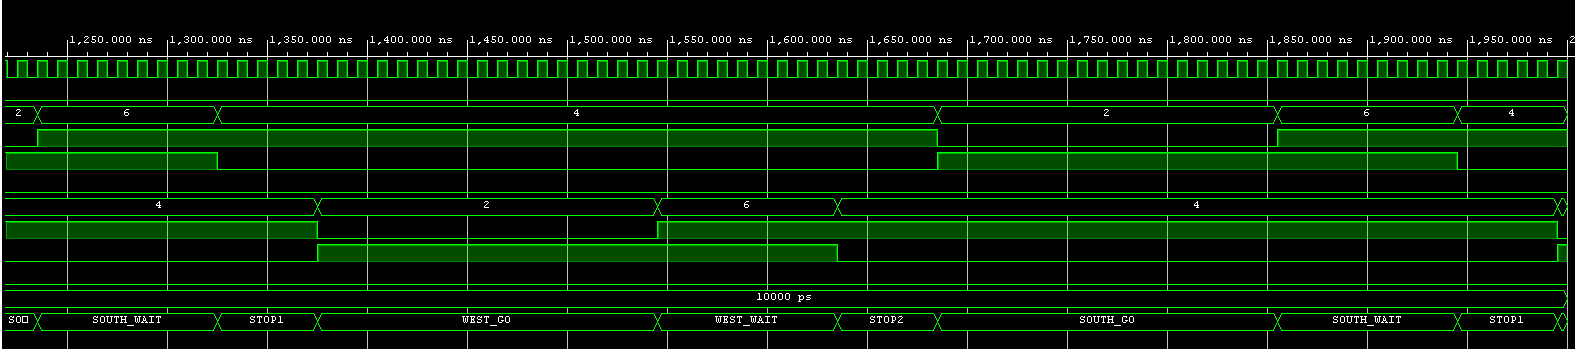 1,250.000 ns 1,300.000 ns 1,350.000 ns 1,400.000 ns 1,450.000 ns 1,500.000 ns 1,550.000 ns 1,600.000 ns 1,650.000 ns 1,700.000 ns 1,750.000 ns 1,800.000 ns 1,850.000 ns 1,900.000 ns 1,950.000 ns 2
2 6 4 2 6 4
4 2 6 4
10000 ps
SO□ SOUTH_WAIT STOP1 WEST_GO WEST_WAIT STOP2 SOUTH_GO SOUTH_WAIT STOP1